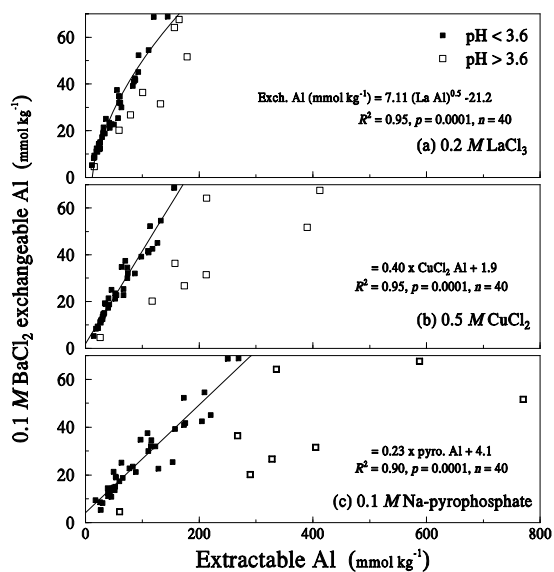 0.1 M BaCl2 exchangeable Al (mmol kg-1)
60
40
20
0
pH < 3.6
pH > 3.6
Exch. Al (mmol kg-1) = 7.11 (La Al)0.5 -21.2
R2 = 0.95, p = 0.0001, n = 40
(a) 0.2 M LaCl3
60
40
20
0
= 0.40 x CuCl2 Al + 1.9
R2 = 0.95, p = 0.0001, n = 40
(b) 0.5 M CuCl2
60
40
20
0
= 0.23 x pyro. Al + 4.1
R2 = 0.90, p = 0.0001, n = 40
(c) 0.1 M Na-pyrophosphate
0 200 400 600 800
Extractable Al (mmol kg-1)